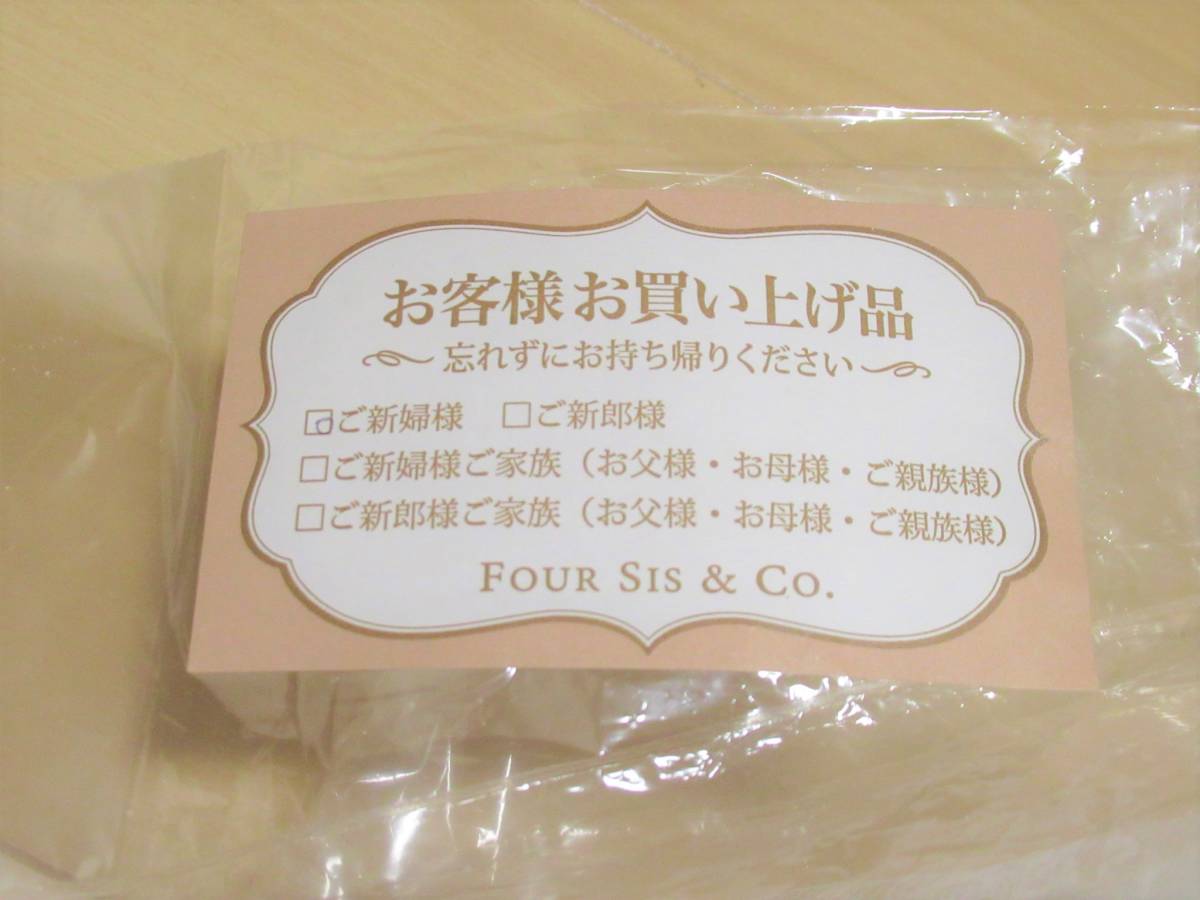 お客様お買い上げ品
忘れずにお持ち帰りください
□ご新婦様 □ご新郎様
□ご新婦様ご家族（お父様・お母様・ご親族様）
□ご新郎様ご家族（お父様・お母様・ご親族様）
FOUR SIS & CO.